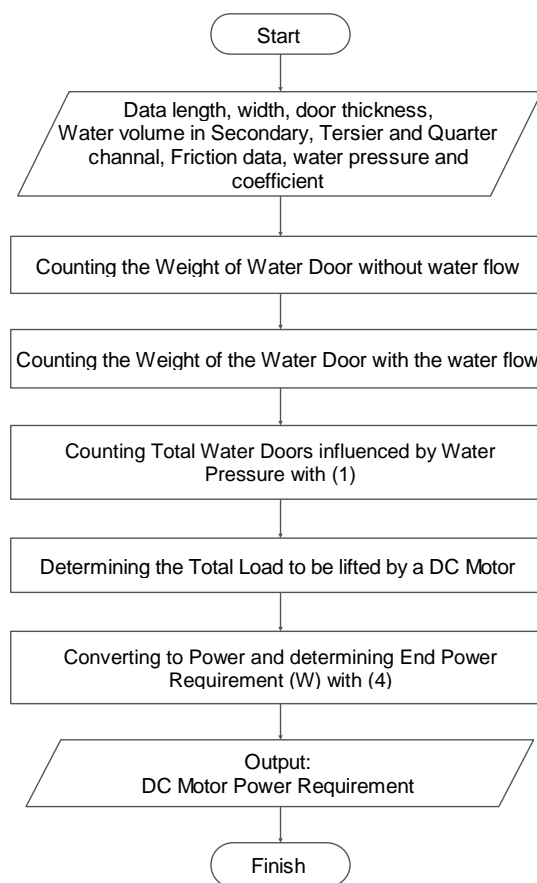 Start
Data length, width, door thickness,
Water volume in Secondary, Tersier and Quarter
channal, Friction data, water pressure and
coefficient
Counting the Weight of Water Door without water flow
Counting the Weight of the Water Door with the water flow
Counting Total Water Doors influenced by Water
Pressure with (1)
Determining the Total Load to be lifted by a DC Motor
Converting to Power and determining End Power
Requirement (W) with (4)
Output:
DC Motor Power Requirement
Finish